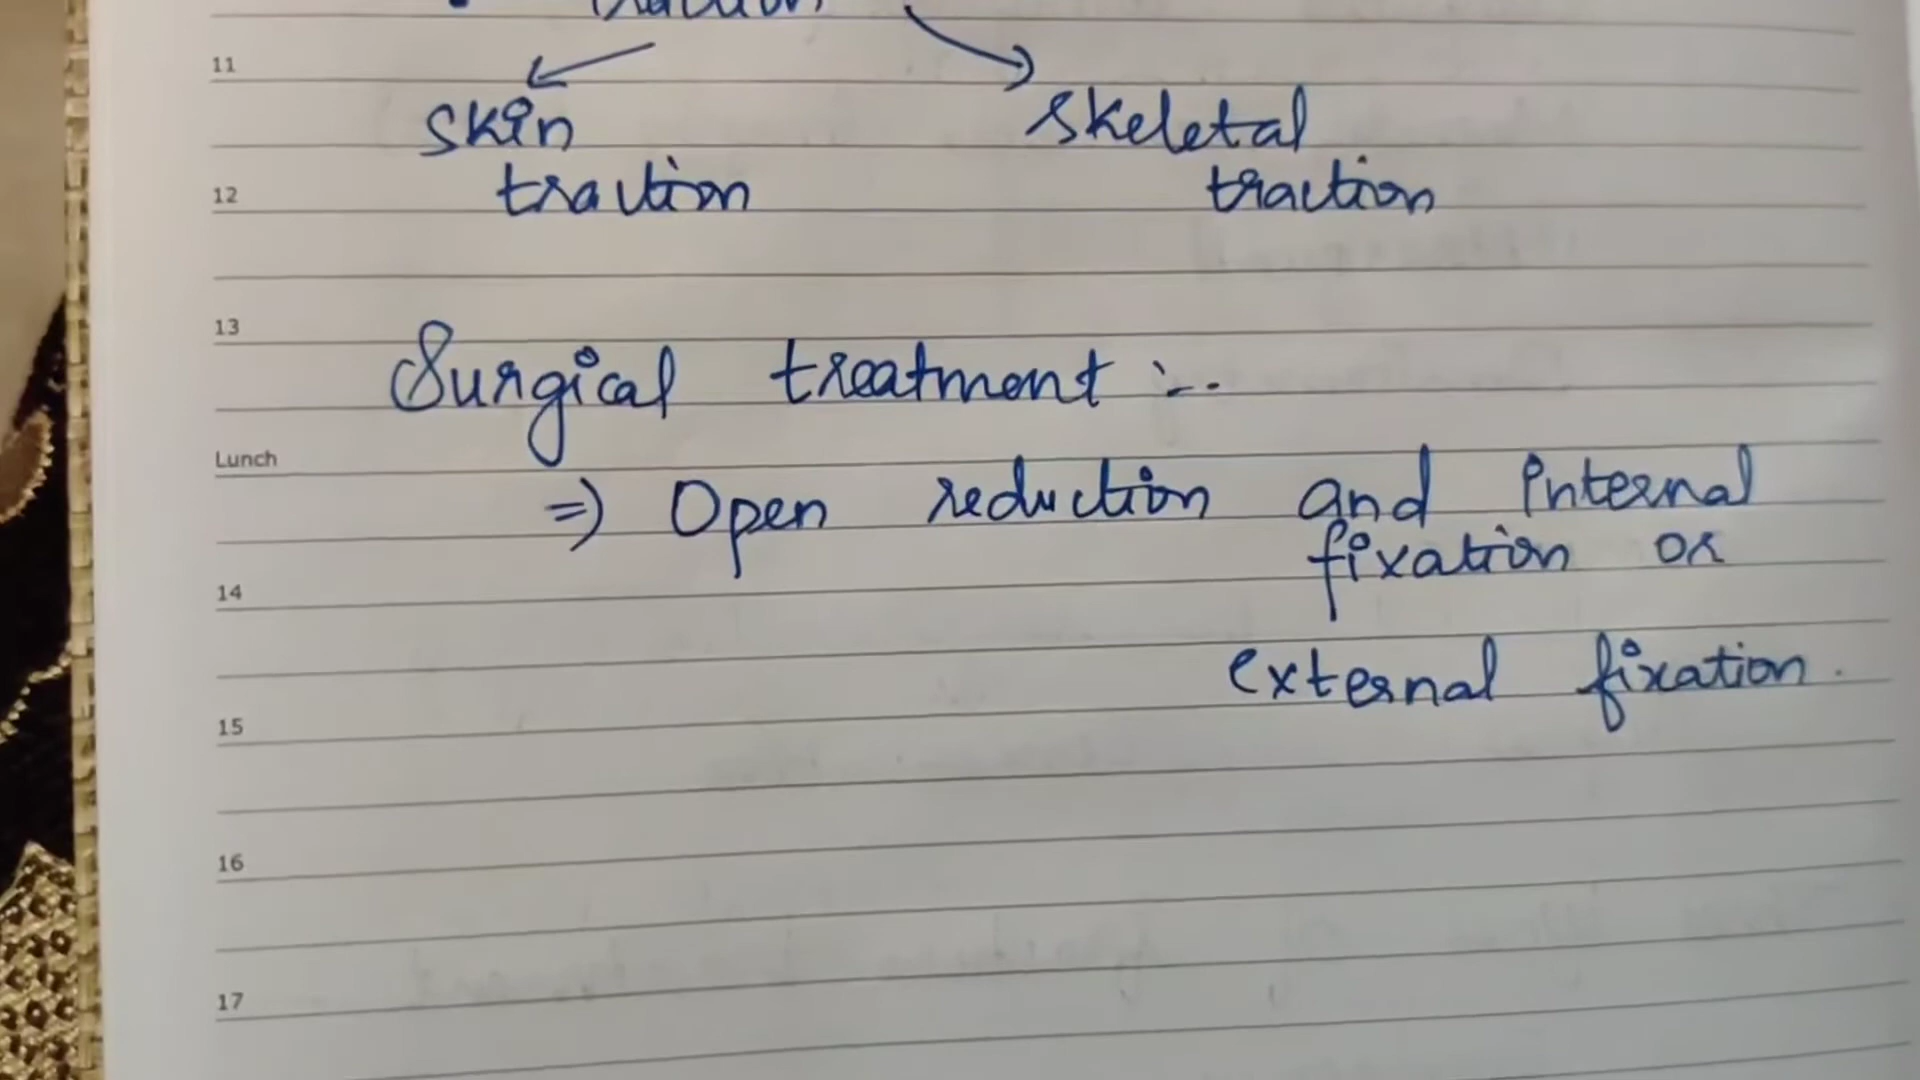 traction
11
skin
skeletal
12
traction
traction
13
Surgical treatment :-
Lunch
=> Open reduction and internal
fixation or
14
external fixation.
15
16
17